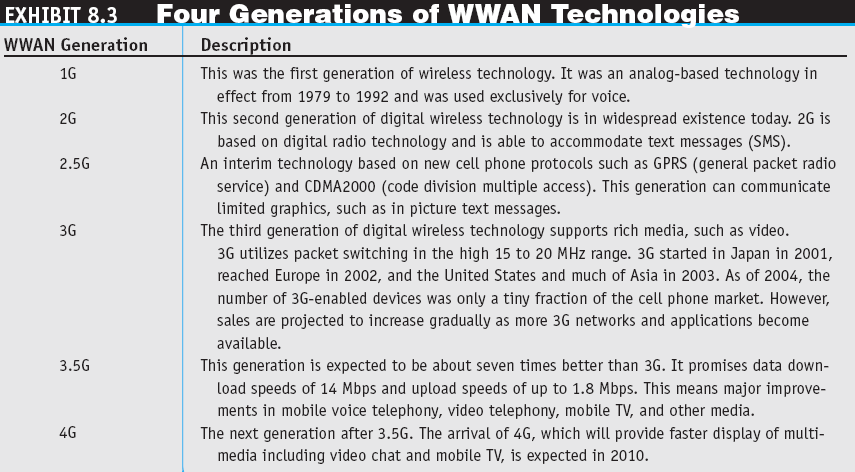 EXHIBIT 8.3 Four Generations of WWAN Technologies
WWAN Generation Description
1G This was the first generation of wireless technology. It was an analog-based technology in
effect from 1979 to 1992 and was used exclusively for voice.
2G This second generation of digital wireless technology is in widespread existence today. 2G is
based on digital radio technology and is able to accommodate text messages (SMS).
2.5G An interim technology based on new cell phone protocols such as GPRS (general packet radio
service) and CDMA2000 (code division multiple access). This generation can communicate
limited graphics, such as in picture text messages.
3G The third generation of digital wireless technology supports rich media, such as video.
3G utilizes packet switching in the high 15 to 20 MHz range. 3G started in Japan in 2001,
reached Europe in 2002, and the United States and much of Asia in 2003. As of 2004, the
number of 3G-enabled devices was only a tiny fraction of the cell phone market. However,
sales are projected to increase gradually as more 3G networks and applications become
available.
3.5G This generation is expected to be about seven times better than 3G. It promises data down-
load speeds of 14 Mbps and upload speeds of up to 1.8 Mbps. This means major improve-
ments in mobile voice telephony, video telephony, mobile TV, and other media.
4G The next generation after 3.5G. The arrival of 4G, which will provide faster display of multi-
media including video chat and mobile TV, is expected in 2010.